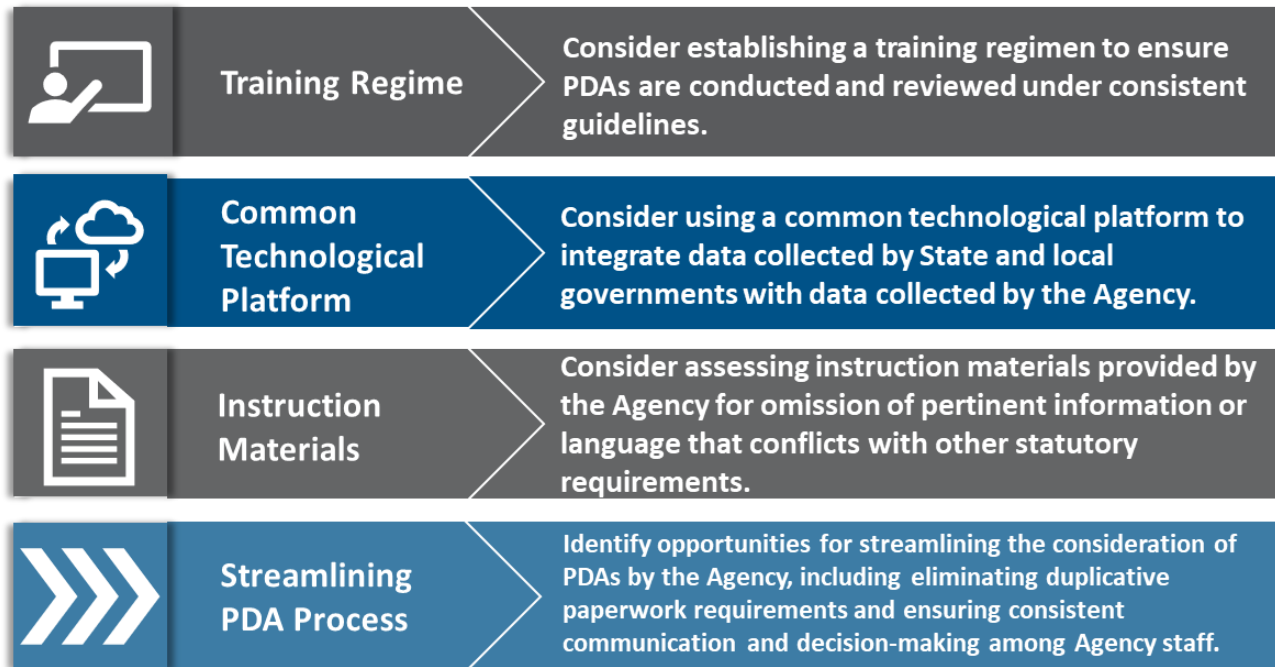 Training Regime
Consider establishing a training regimen to ensure
PDAs are conducted and reviewed under consistent
guidelines.
Common
Technological
Platform
Consider using a common technological platform to
integrate data collected by State and local
governments with data collected by the Agency.
Instruction
Materials
Consider assessing instruction materials provided by
the Agency for omission of pertinent information or
language that conflicts with other statutory
requirements.
Streamlining
PDA Process
Identify opportunities for streamlining the consideration of
PDAs by the Agency, including eliminating duplicative
paperwork requirements and ensuring consistent
communication and decision-making among Agency staff.